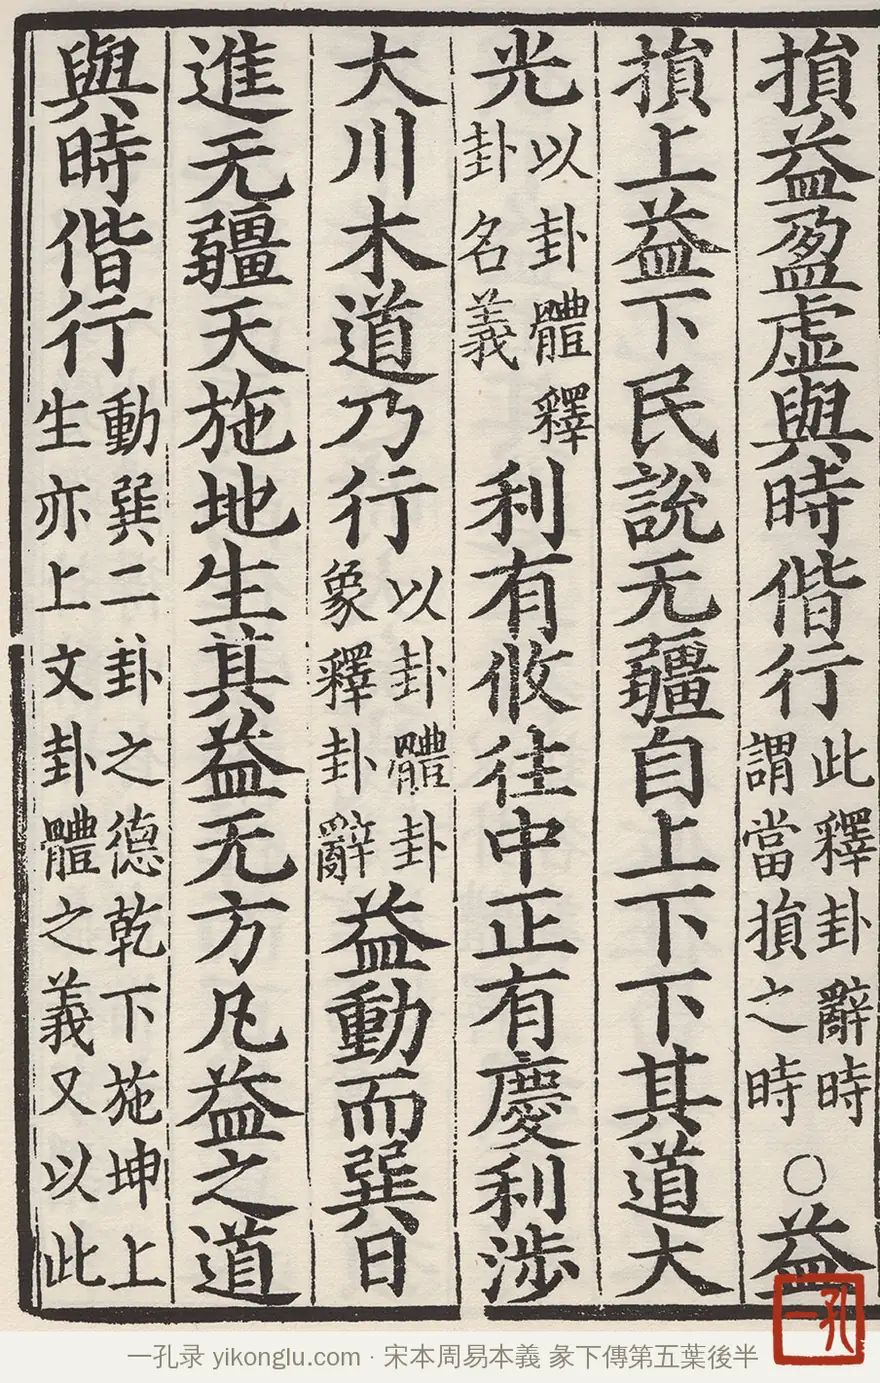 損益盈虛與時偕行此釋卦辭時謂當損之時○益
損上益下民說无疆自上下下其道大
光以卦體釋卦名義利有攸往中正有慶利涉
大川木道乃行以卦體卦象釋卦辭益動而巽日
進无疆天施地生其益无方凡益之道
與時偕行動巽二卦之德乾下施坤上生亦上文卦體之義又以此
一孔
一孔录 yikonglu.com · 宋本周易本義 彖下傳第五葉後半